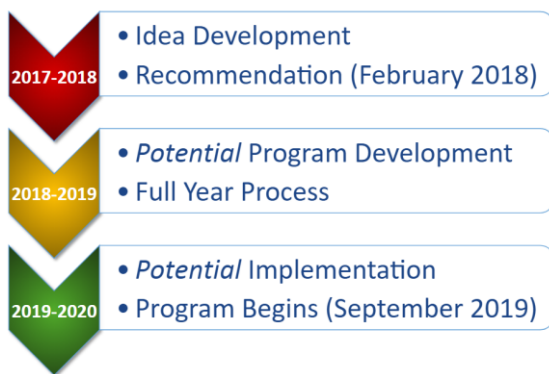 2017-2018
• Idea Development
• Recommendation (February 2018)
2018-2019
• Potential Program Development
• Full Year Process
2019-2020
• Potential Implementation
• Program Begins (September 2019)